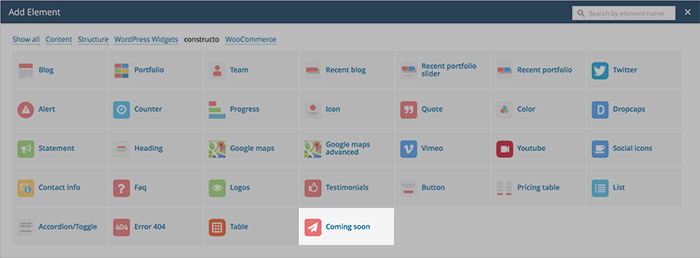 Add Element
Search by element name
Show all Content Structure WordPress Widgets constructo WooCommerce
Blog Portfolio Team Recent blog Recent portfolio slider Recent portfolio Twitter
Alert Counter Progress Icon Quote Color Dropcaps
Statement Heading Google maps Google maps advanced Vimeo Youtube Social icons
Contact info Faq Logos Testimonials Button Pricing table List
Accordion/Toggle 404 Error 404 Table Coming soon